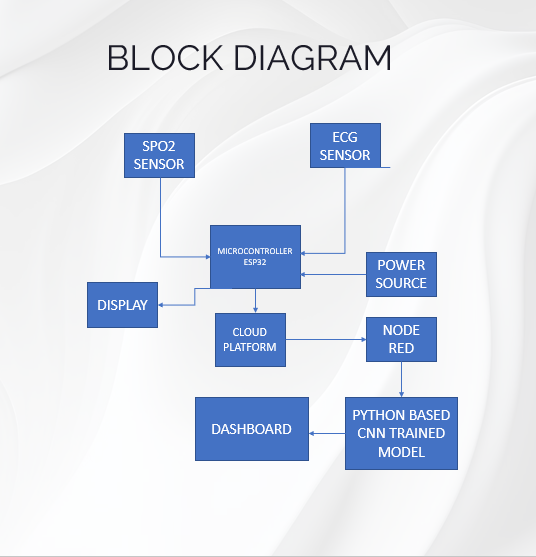 BLOCK DIAGRAM
SPO2
SENSOR
ECG
SENSOR
MICROCONTROLLER
ESP32
POWER
SOURCE
DISPLAY
CLOUD
PLATFORM
NODE
RED
DASHBOARD
PYTHON BASED
CNN TRAINED
MODEL